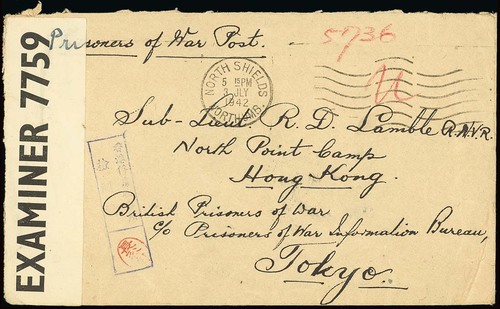 EXAMINER 7759
Prisoners of War Post.
5736
NORTH SHIELDS
5 15PM
3 JLY
1942
Sub-Lieut. R. D. Lamble R.N.V.R.
North Point Camp
Hong Kong.
British Prisoners of War
c/o Prisoners of War Information Bureau,
Tokyo.